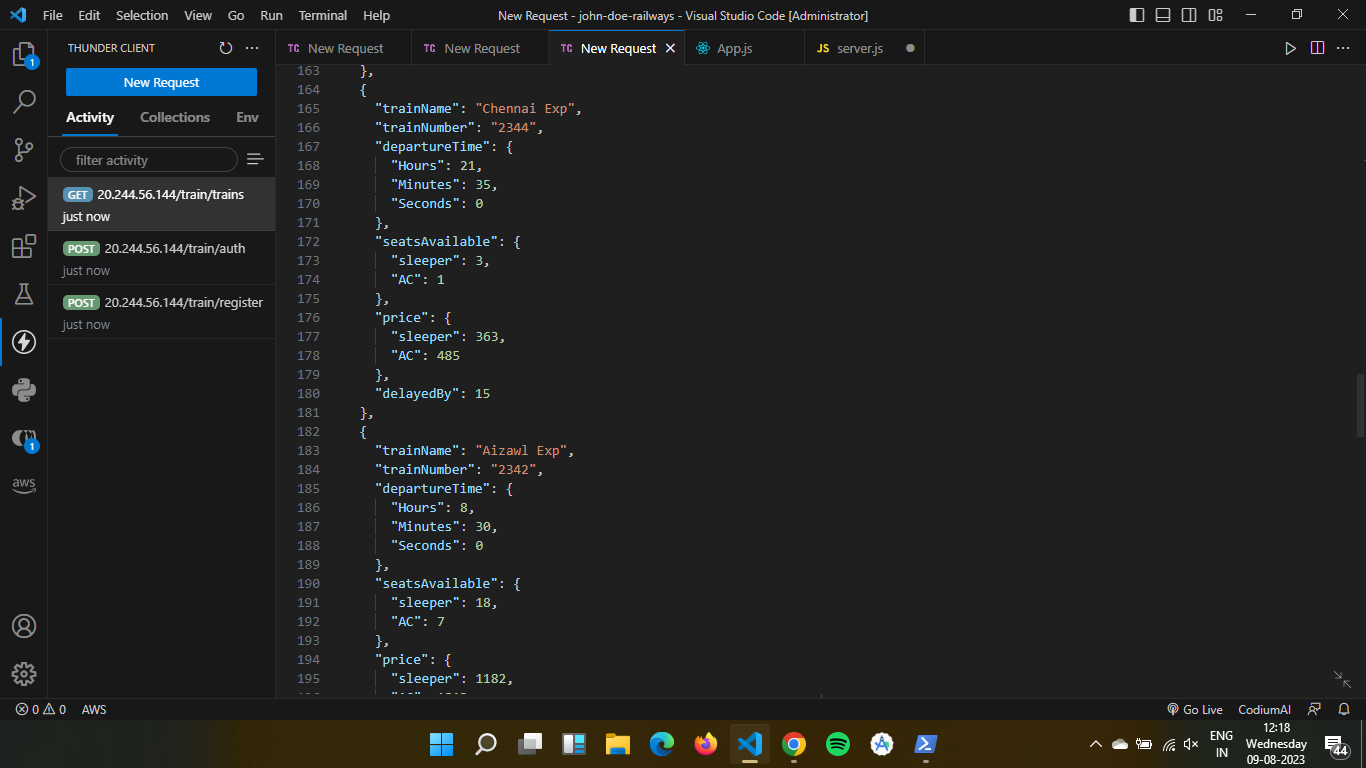 File Edit Selection View Go Run Terminal Help
New Request - john-doe-railways - Visual Studio Code [Administrator]
THUNDER CLIENT
New Request
New Request
New Request
App.js
JS server.js
TC
TC
TC
New Request
Activity Collections Env
filter activity
GET 20.244.56.144/train/trains
just now
POST 20.244.56.144/train/auth
just now
POST 20.244.56.144/train/register
just now
1
1
aws
163 },
164 {
165 "trainName": "Chennai Exp",
166 "trainNumber": "2344",
167 "departureTime": {
168 "Hours": 21,
169 "Minutes": 35,
170 "Seconds": 0
171 },
172 "seatsAvailable": {
173 "sleeper": 3,
174 "AC": 1
175 },
176 "price": {
177 "sleeper": 363,
178 "AC": 485
179 },
180 "delayedBy": 15
181 },
182 {
183 "trainName": "Aizawl Exp",
184 "trainNumber": "2342",
185 "departureTime": {
186 "Hours": 8,
187 "Minutes": 30,
188 "Seconds": 0
189 },
190 "seatsAvailable": {
191 "sleeper": 18,
192 "AC": 7
193 },
194 "price": {
195 "sleeper": 1182,
0 0 AWS
Go Live CodiumAI
ENG
IN
12:18
Wednesday
09-08-2023
44